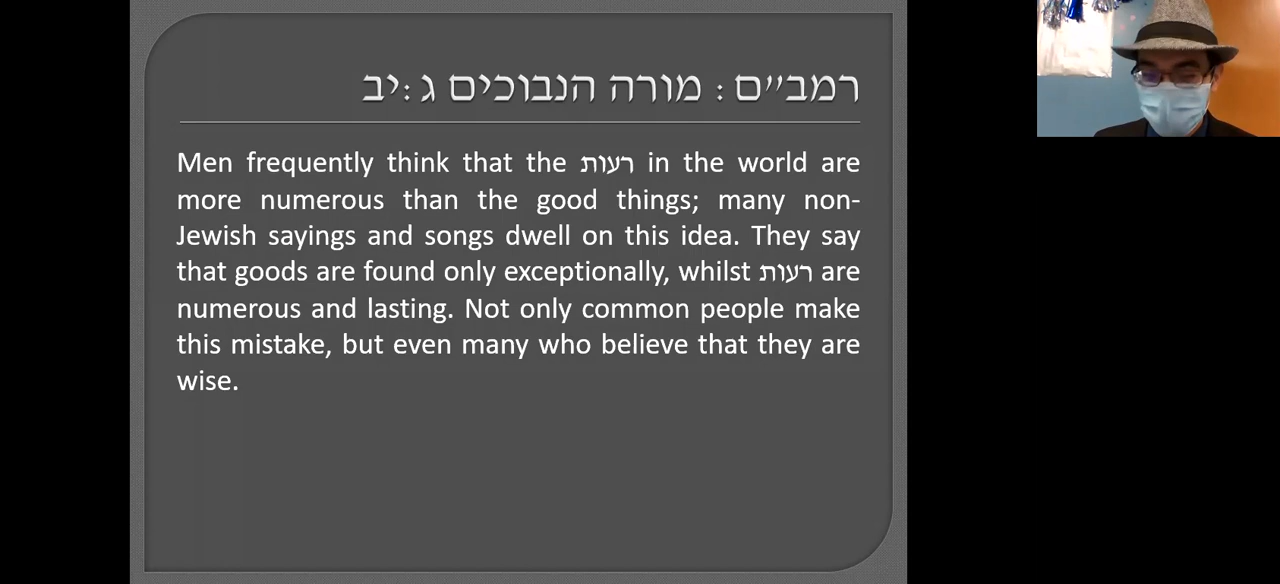 רמב״ם : מורה הנבוכים ג :יב
Men frequently think that the רעות in the world are
more numerous than the good things; many non-
Jewish sayings and songs dwell on this idea. They say
that goods are found only exceptionally, whilst רעות are
numerous and lasting. Not only common people make
this mistake, but even many who believe that they are
wise.